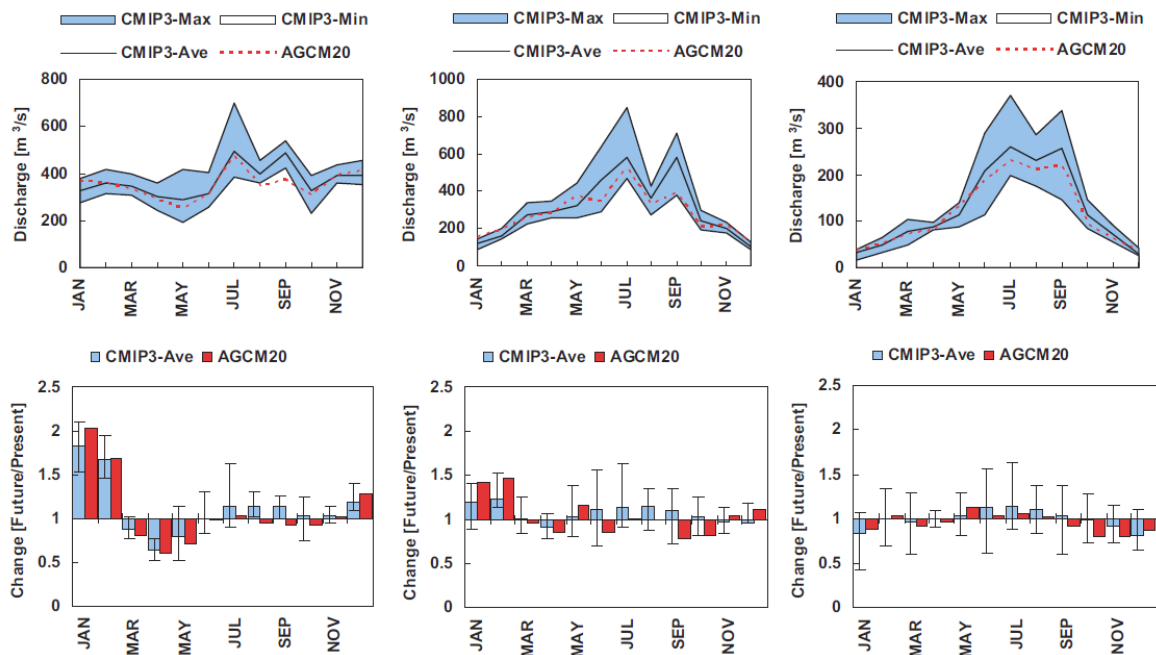 CMIP3-Max CMIP3-Min
CMIP3-Ave AGCM20
Discharge [m³/s]
800
600
400
200
0
JAN MAR MAY JUL SEP NOV
CMIP3-Max CMIP3-Min
CMIP3-Ave AGCM20
Discharge [m³/s]
1000
800
600
400
200
0
JAN MAR MAY JUL SEP NOV
CMIP3-Max CMIP3-Min
CMIP3-Ave AGCM20
Discharge [m³/s]
400
300
200
100
0
JAN MAR MAY JUL SEP NOV
CMIP3-Ave AGCM20
Change [Future/Present]
2.5
2
1.5
1
0.5
0
JAN MAR MAY JUL SEP NOV
CMIP3-Ave AGCM20
Change [Future/Present]
2.5
2
1.5
1
0.5
0
JAN MAR MAY JUL SEP NOV
CMIP3-Ave AGCM20
Change [Future/Present]
2.5
2
1.5
1
0.5
0
JAN MAR MAY JUL SEP NOV